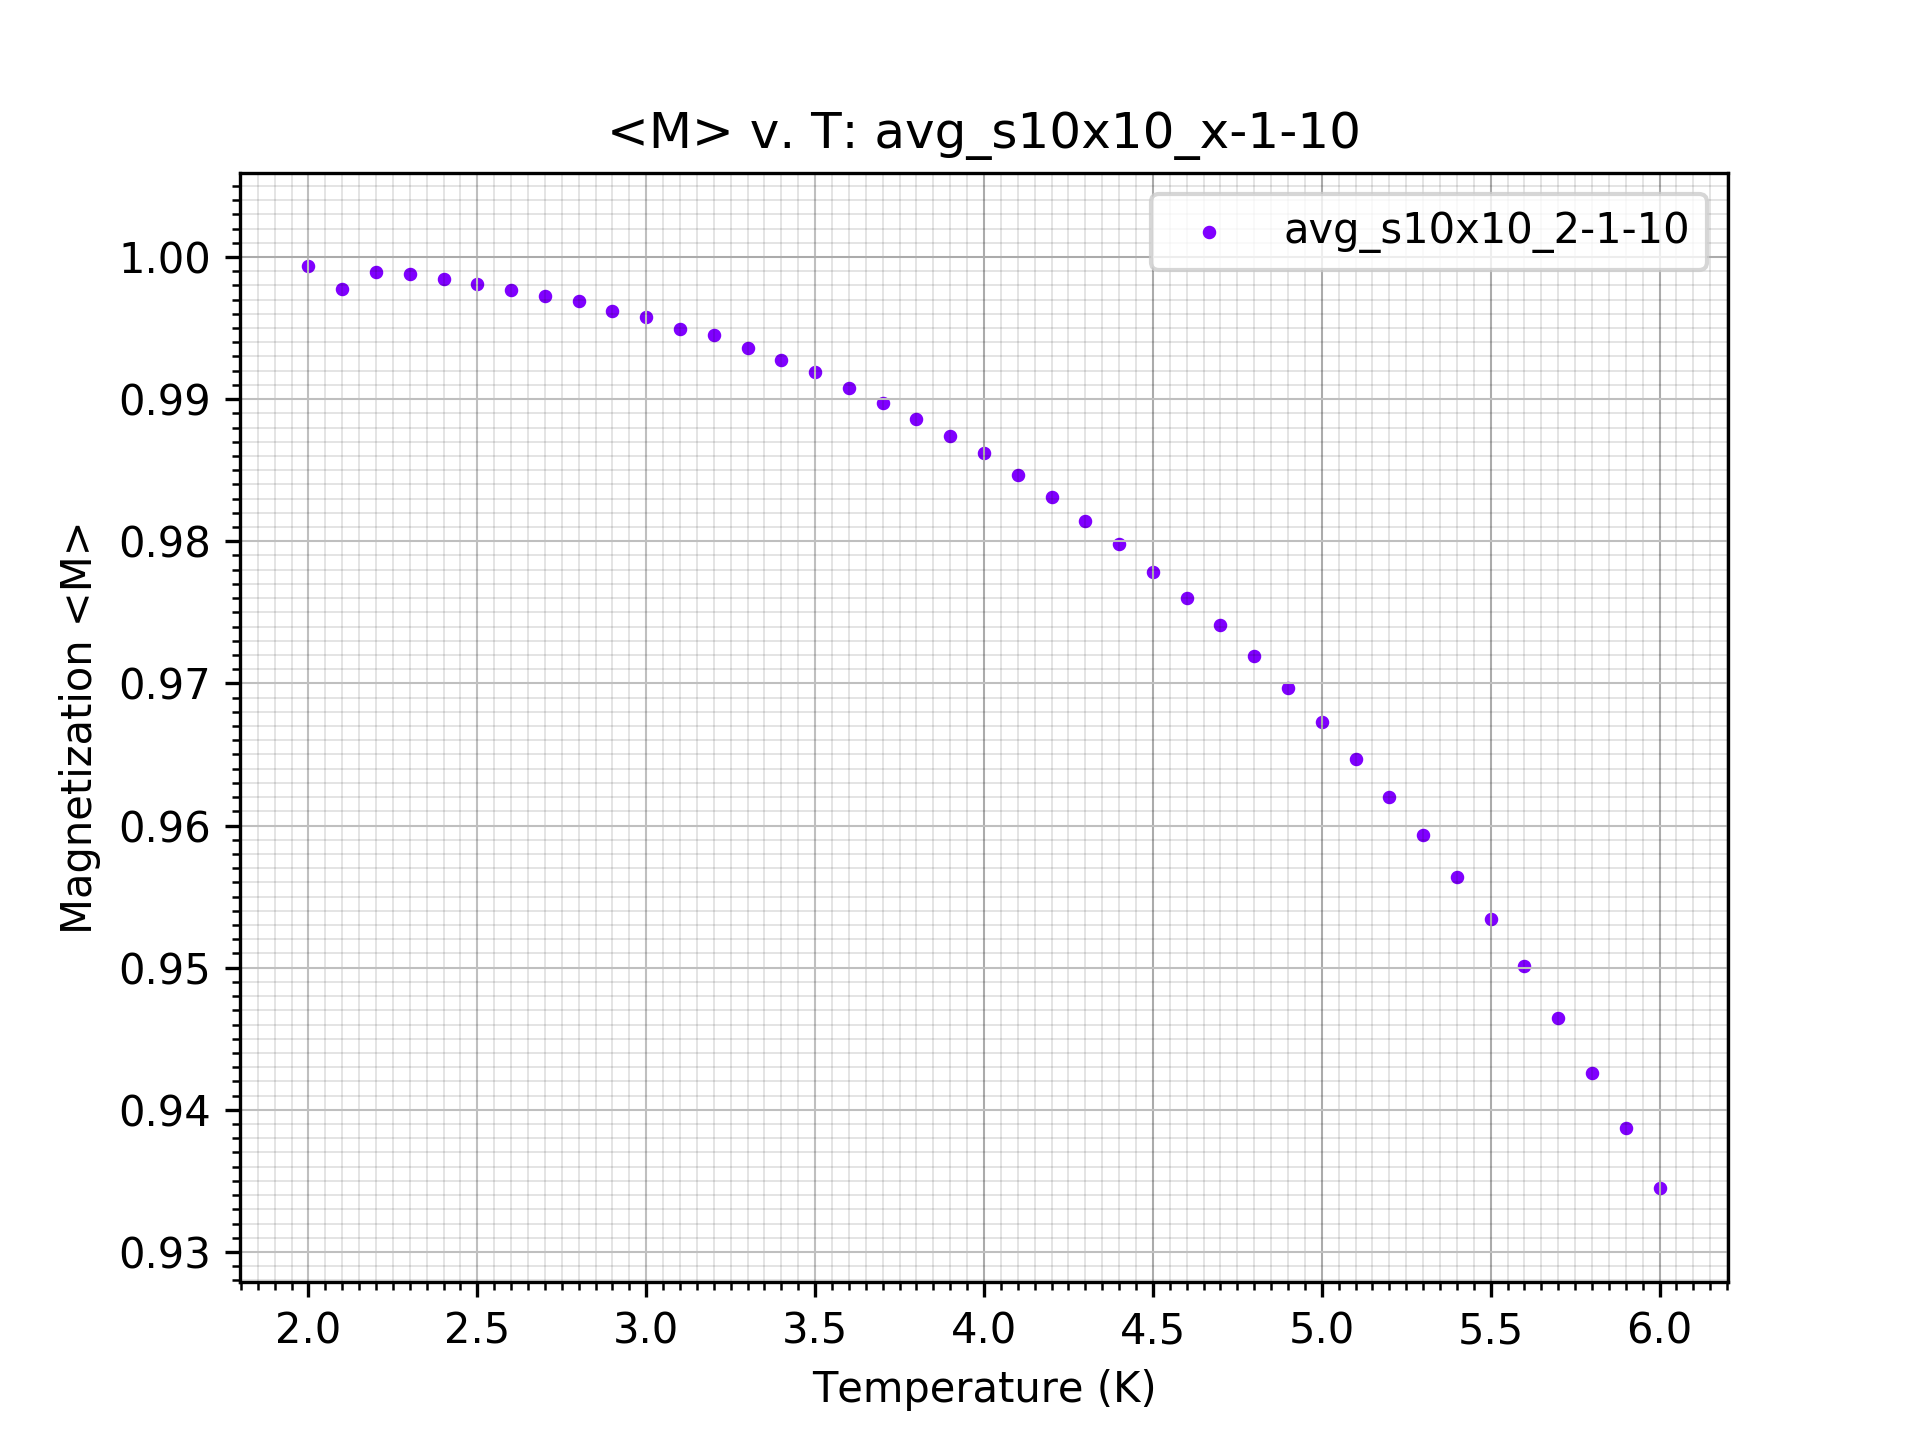 <M> v. T: avg_s10x10_x-1-10
avg_s10x10_2-1-10
Magnetization <M>
1.00
0.99
0.98
0.97
0.96
0.95
0.94
0.93
2.0 2.5 3.0 3.5 4.0 4.5 5.0 5.5 6.0
Temperature (K)